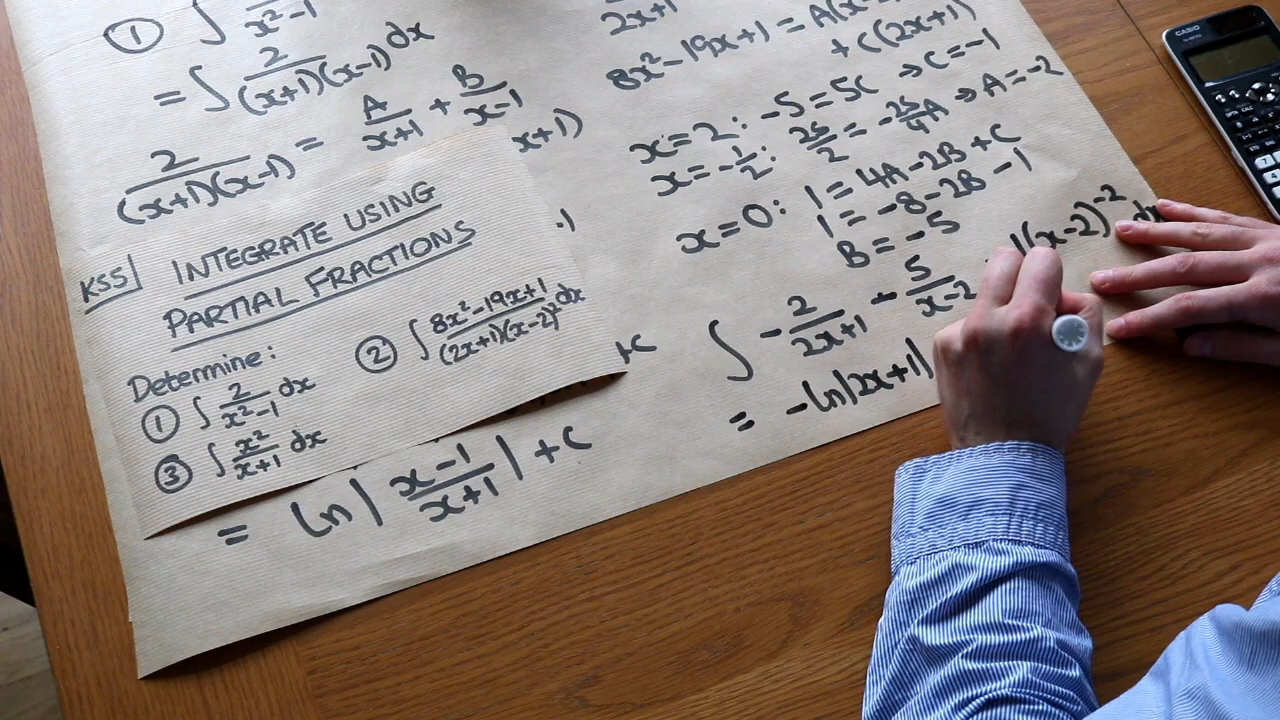 ① ∫ x²-1
= ∫ 2/(x+1)(x-1) dx
2/(x+1)(x-1) = A/x+1 + B/x-1
x+1)
KS5 INTEGRATE USING
PARTIAL FRACTIONS
Determine:
① ∫ 2/x²-1 dx
② ∫ 8x²-19x+1/(2x+1)(x-2)² dx
③ ∫ x²/x+1 dx
+C
= ln|x-1/x+1| + C
2x+1
8x²-19x+1 = A(x-2
+ C(2x+1)
x=2: -5=5C → C=-1
x=-1/2: 25/2 = 25/4 A → A=-2
x=0: 1 = 4A-2B+C
1 = -8-2B-1
B = -5
∫ -2/2x+1 - 5/x-2 (x-2)⁻² dx
= -ln|2x+1|
CASIO